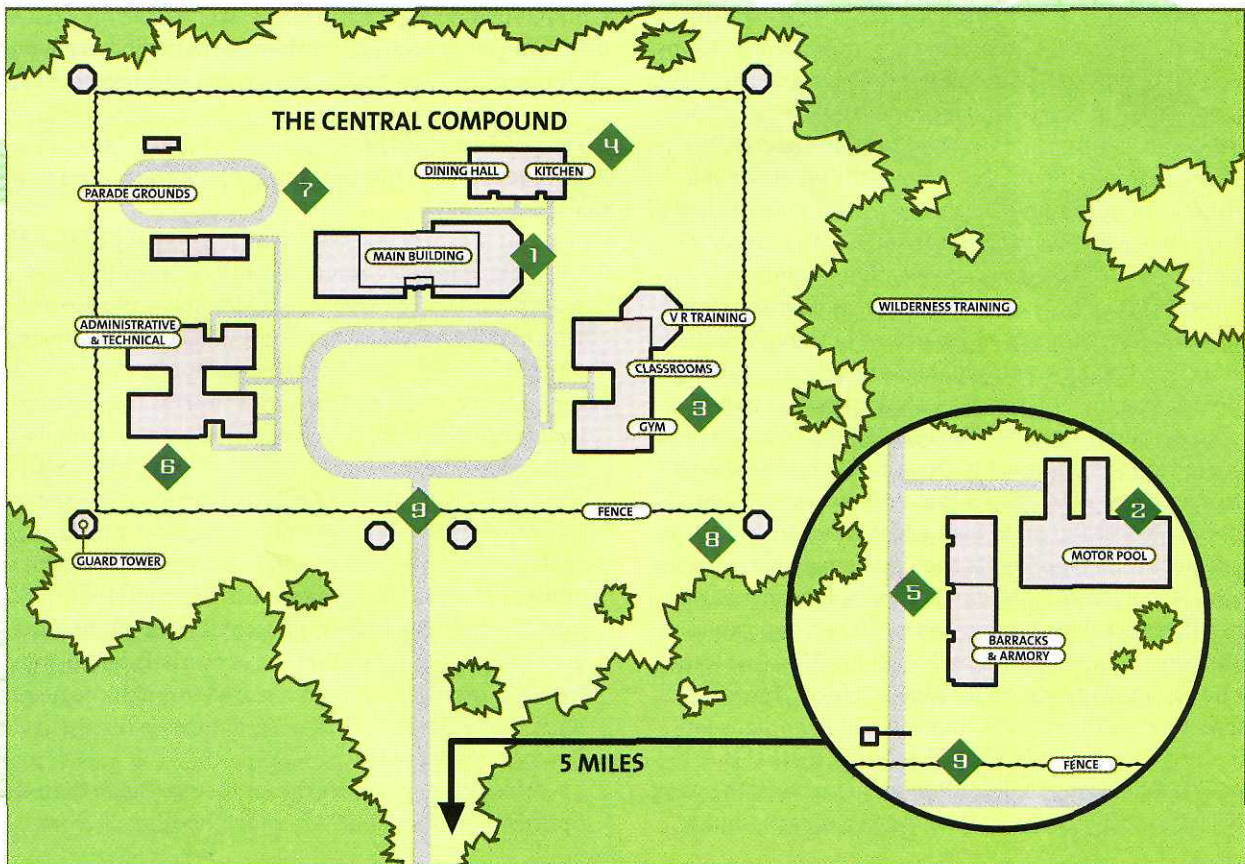 THE CENTRAL COMPOUND
4
DINING HALL
KITCHEN
7
PARADE GROUNDS
1
MAIN BUILDING
ADMINISTRATIVE
& TECHNICAL
V R TRAINING
WILDERNESS TRAINING
CLASSROOMS
3
GYM
6
9
FENCE
8
GUARD TOWER
2
MOTOR POOL
5
BARRACKS
& ARMORY
9
FENCE
5 MILES